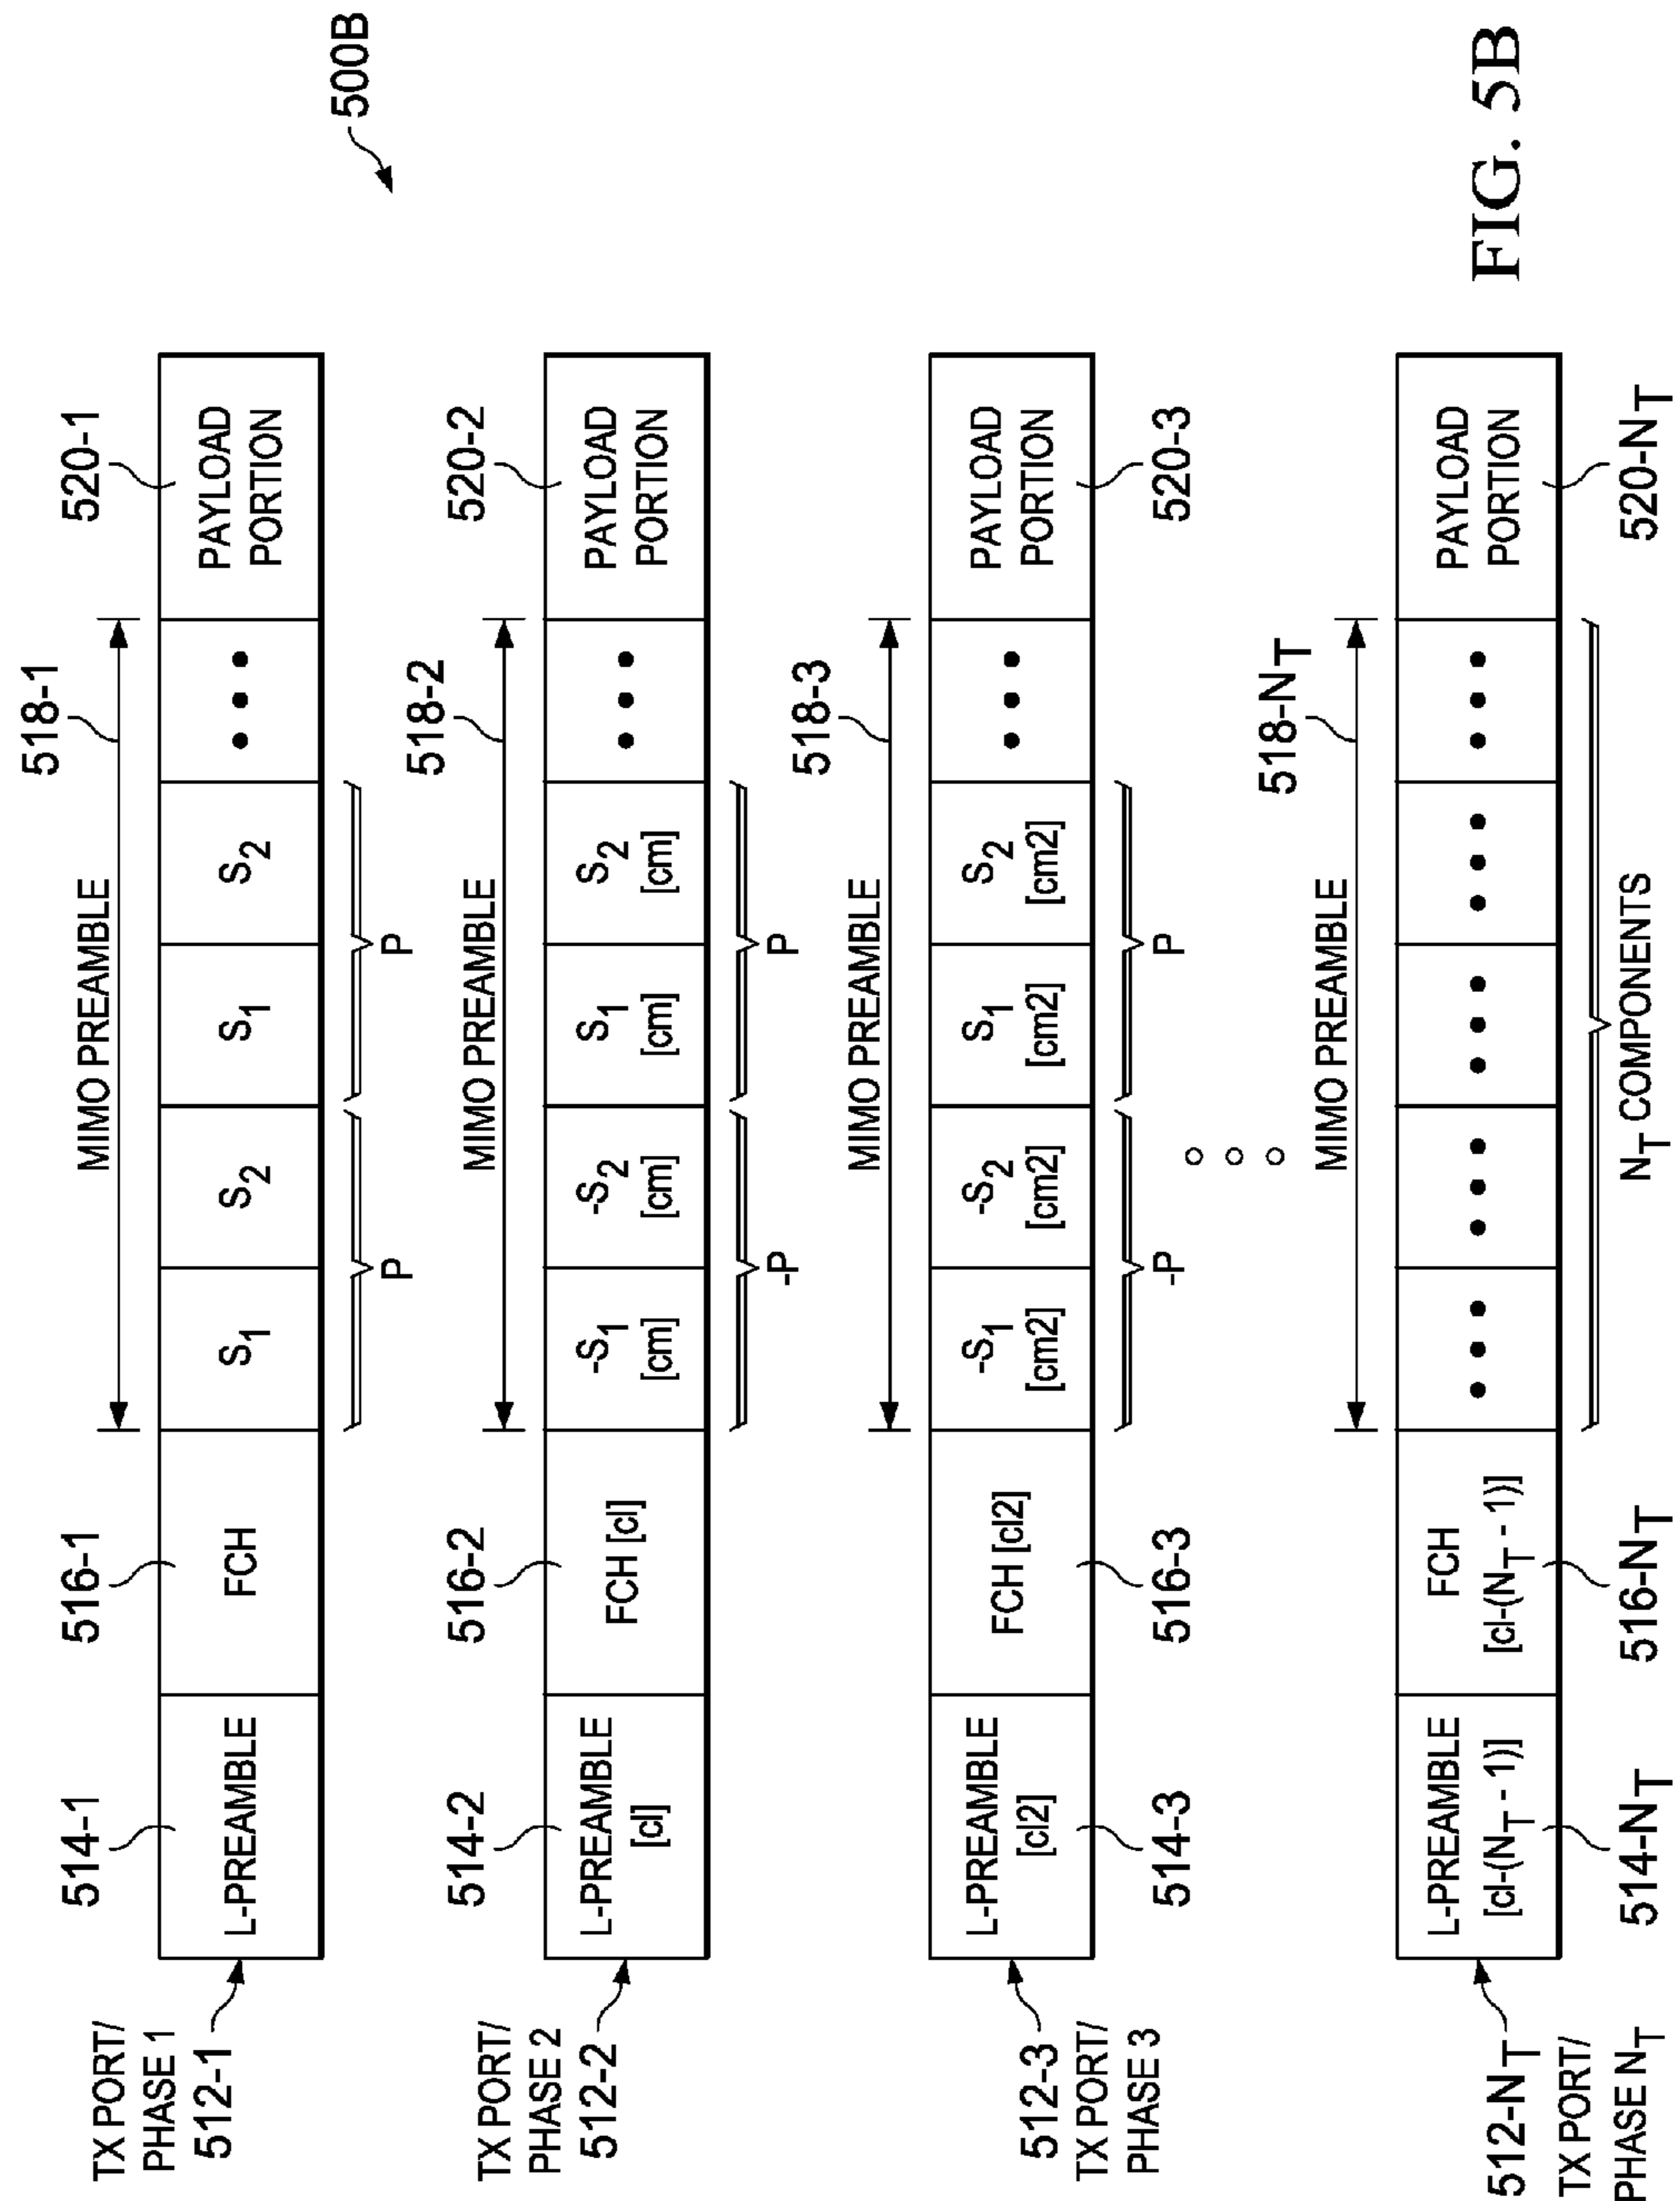 500B
518-1
MIMO PREAMBLE
TX PORT/
PHASE 1
512-1
514-1
516-1
520-1
L-PREAMBLE
FCH
S1
S2
S1
S2
PAYLOAD
PORTION
P
P
518-2
MIMO PREAMBLE
TX PORT/
PHASE 2
512-2
514-2
516-2
520-2
L-PREAMBLE
[cl]
FCH [cl]
-S1
[cm]
-S2
[cm]
S1
[cm]
S2
[cm]
PAYLOAD
PORTION
-P
P
518-3
MIMO PREAMBLE
L-PREAMBLE
[cl2]
FCH [cl2]
-S1
[cm2]
-S2
[cm2]
S1
[cm2]
S2
[cm2]
PAYLOAD
PORTION
512-3
TX PORT/
PHASE 3
514-3
516-3
-P
P
520-3
518-NT
MIMO PREAMBLE
L-PREAMBLE
[cl-(NT - 1)]
FCH
[cl-(NT - 1)]
PAYLOAD
PORTION
512-NT
TX PORT/
PHASE NT
514-NT
516-NT
NT COMPONENTS
520-NT
FIG. 5B